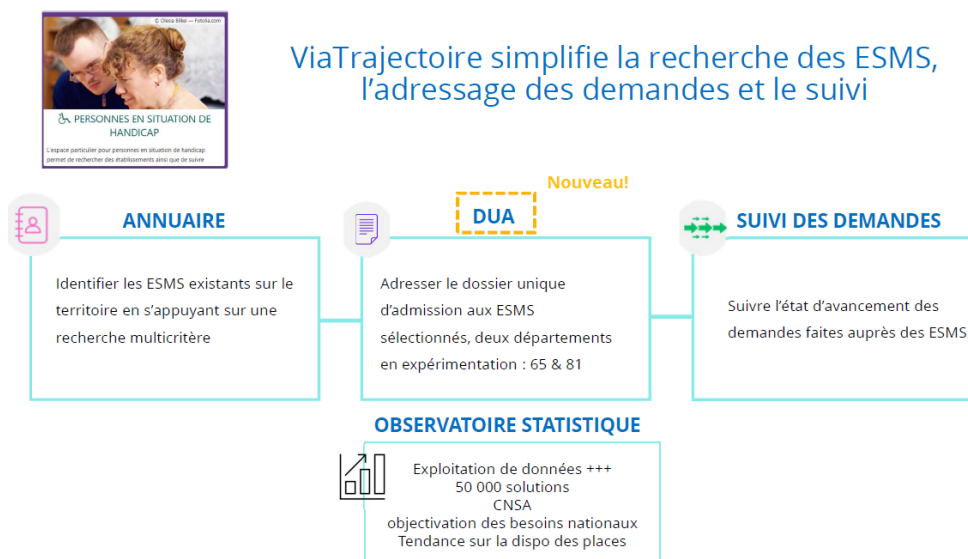 © Olesia Bilkei — Fotolia.com
PERSONNES EN SITUATION DE
HANDICAP
L'espace particulier pour personnes en situation de handicap
permet de rechercher des établissements ainsi que de suivre
ViaTrajectoire simplifie la recherche des ESMS,
l'adressage des demandes et le suivi
ANNUAIRE
Identifier les ESMS existants sur le
territoire en s'appuyant sur une
recherche multicritère
Nouveau!
DUA
Adresser le dossier unique
d'admission aux ESMS
sélectionnés, deux départements
en expérimentation : 65 & 81
SUIVI DES DEMANDES
Suivre l'état d'avancement des
demandes faites auprès des ESMS
OBSERVATOIRE STATISTIQUE
Exploitation de données +++
50 000 solutions
CNSA
objectivation des besoins nationaux
Tendance sur la dispo des places